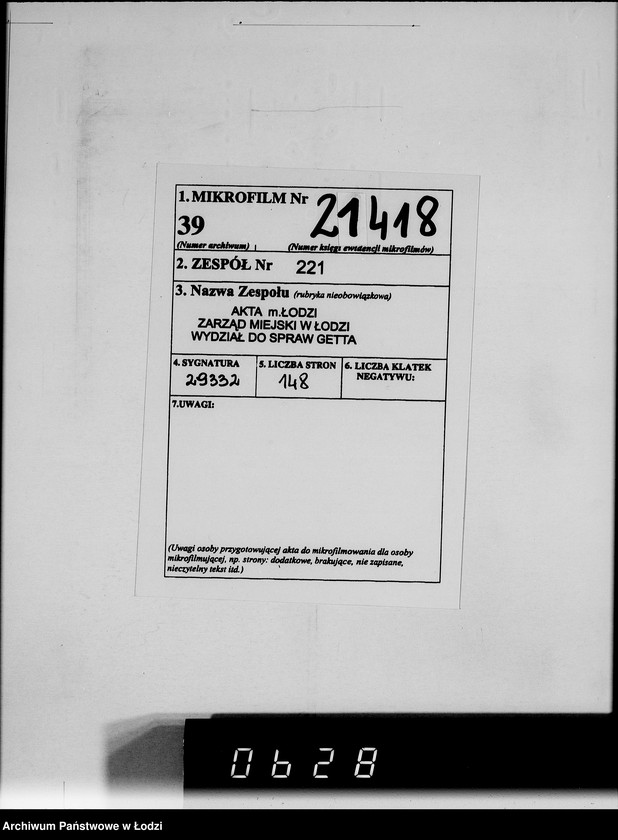 1. MIKROFILM Nr 21418
39
(Numer archiwum) (Numer księgi ewidencji mikrofilmów)
2. ZESPÓŁ Nr 221
3. Nazwa Zespołu (rubryka nieobowiązkowa)
AKTA m.ŁODZI
ZARZĄD MIEJSKI W ŁODZI
WYDZIAŁ DO SPRAW GETTA
4. SYGNATURA 5. LICZBA STRON 6. LICZBA KLATEK
NEGATYWU:
29332 148
7.UWAGI:
(Uwagi osoby przygotowującej akta do mikrofilmowania dla osoby
mikrofilmującej, np. strony: dodatkowe, brakujące, nie zapisane,
nieczytelny tekst itd.)
0628
Archiwum Państwowe w Łodzi